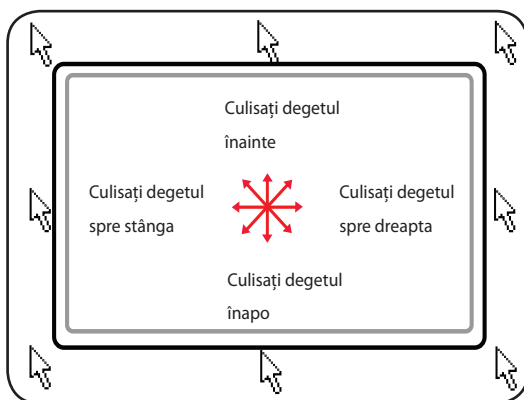 Culisați degetul
înainte
Culisați degetul
spre stânga
Culisați degetul
spre dreapta
Culisați degetul
înapo